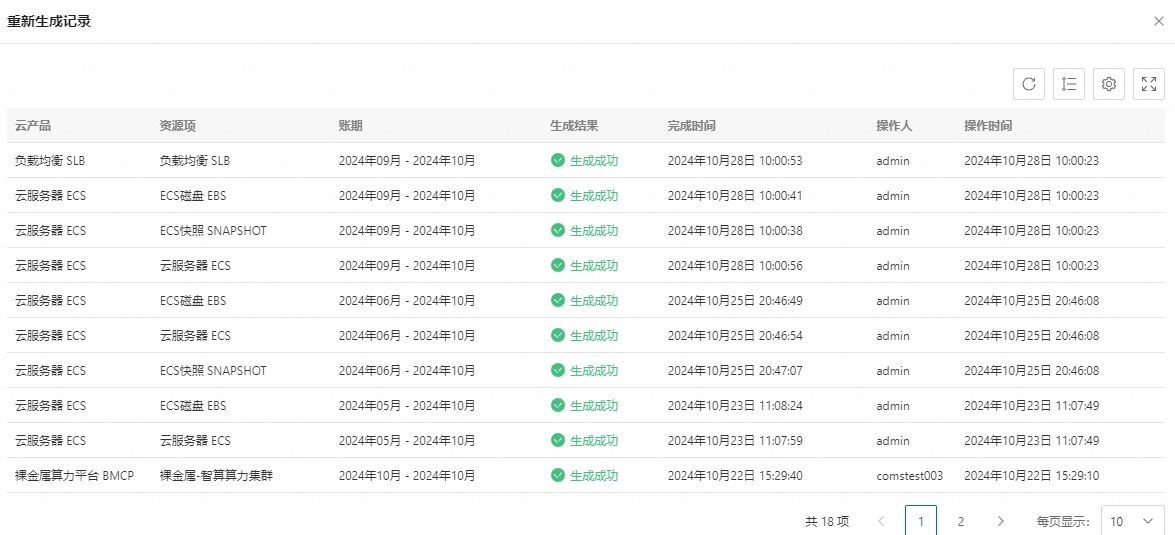 重新生成记录
云产品 资源项 账期 生成结果 完成时间 操作人 操作时间
负载均衡 SLB 负载均衡 SLB 2024年09月 - 2024年10月 生成成功 2024年10月28日 10:00:53 admin 2024年10月28日 10:00:23
云服务器 ECS ECS磁盘 EBS 2024年09月 - 2024年10月 生成成功 2024年10月28日 10:00:41 admin 2024年10月28日 10:00:23
云服务器 ECS ECS快照 SNAPSHOT 2024年09月 - 2024年10月 生成成功 2024年10月28日 10:00:38 admin 2024年10月28日 10:00:23
云服务器 ECS 云服务器 ECS 2024年09月 - 2024年10月 生成成功 2024年10月28日 10:00:56 admin 2024年10月28日 10:00:23
云服务器 ECS ECS磁盘 EBS 2024年06月 - 2024年10月 生成成功 2024年10月25日 20:46:49 admin 2024年10月25日 20:46:08
云服务器 ECS 云服务器 ECS 2024年06月 - 2024年10月 生成成功 2024年10月25日 20:46:54 admin 2024年10月25日 20:46:08
云服务器 ECS ECS快照 SNAPSHOT 2024年06月 - 2024年10月 生成成功 2024年10月25日 20:47:07 admin 2024年10月25日 20:46:08
云服务器 ECS ECS磁盘 EBS 2024年05月 - 2024年10月 生成成功 2024年10月23日 11:08:24 admin 2024年10月23日 11:07:49
云服务器 ECS 云服务器 ECS 2024年05月 - 2024年10月 生成成功 2024年10月23日 11:07:59 admin 2024年10月23日 11:07:49
裸金属算力平台 BMCP 裸金属-智算算力集群 2024年10月 - 2024年10月 生成成功 2024年10月22日 15:29:40 comstest003 2024年10月22日 15:29:10
共 18 项 1 2 每页显示: 10